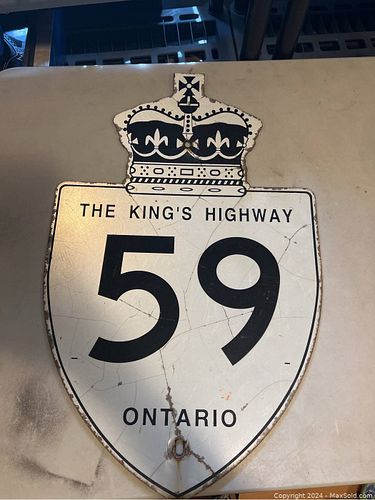 THE KING'S HIGHWAY
59
ONTARIO
Copyright 2024 - MaxSold.com